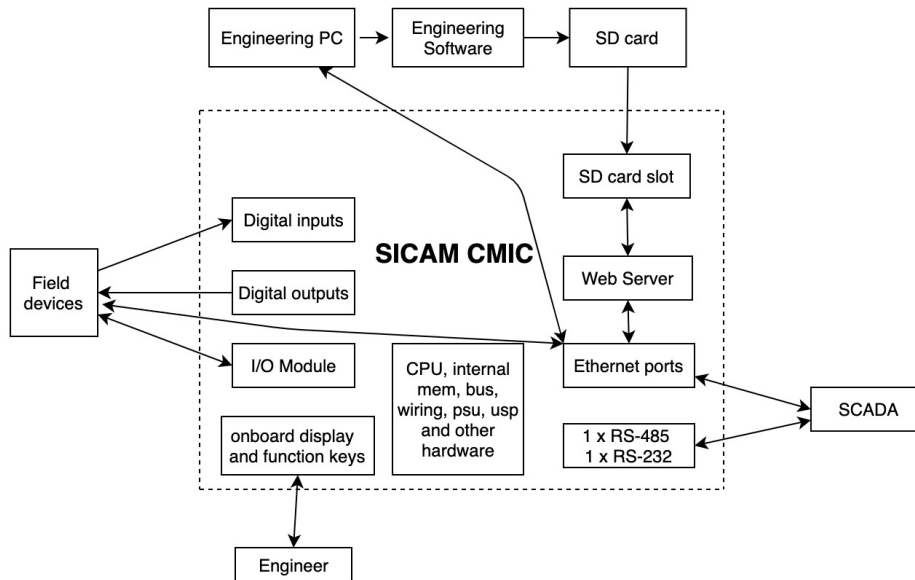 Engineering PC
Engineering
Software
SD card
SD card slot
Digital inputs
SICAM CMIC
Field
devices
Digital outputs
Web Server
I/O Module
CPU, internal
mem, bus,
wiring, psu, usp
and other
hardware
Ethernet ports
SCADA
onboard display
and function keys
1 x RS-485
1 x RS-232
Engineer